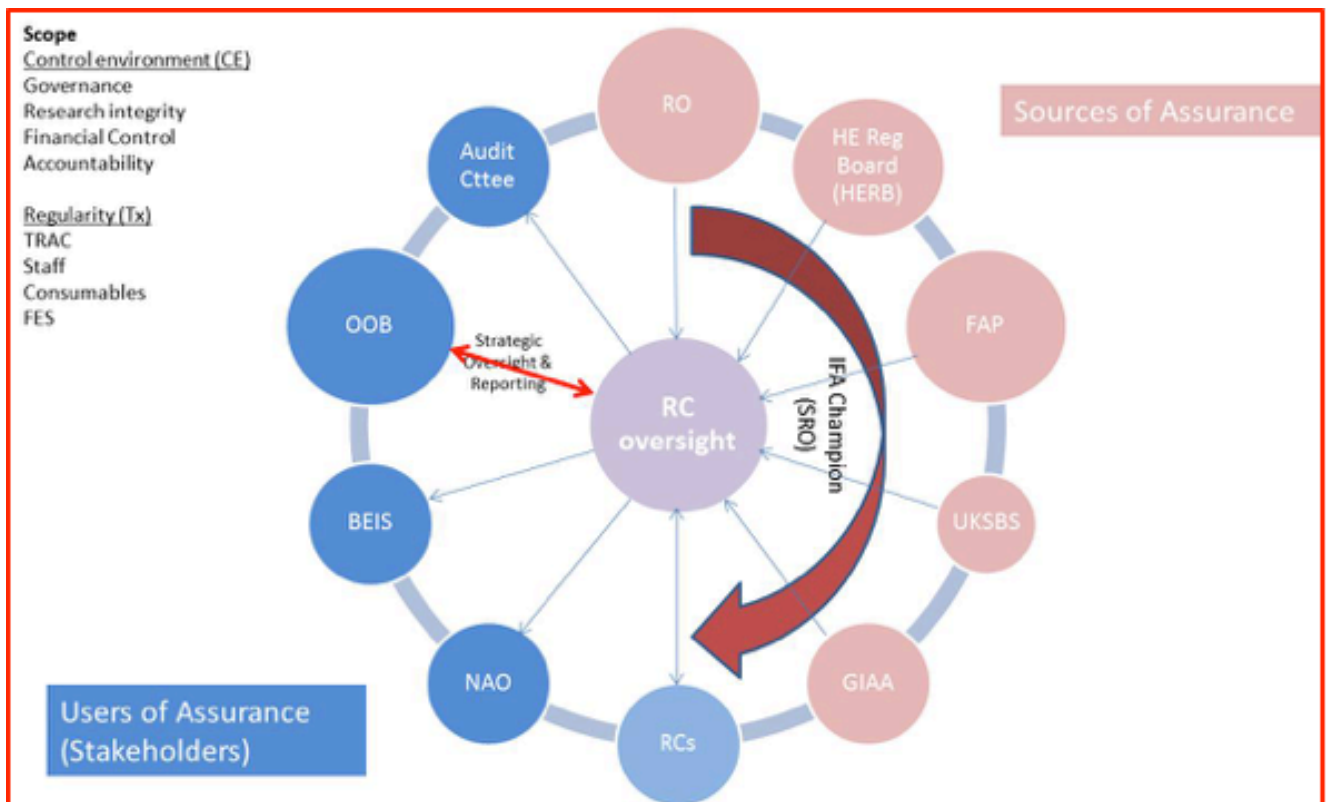 Scope
Control environment (CE)
Governance
Research integrity
Financial Control
Accountability
Regularity (Tx)
TRAC
Staff
Consumables
FES
Sources of Assurance
RO
HE Reg
Board
(HERB)
FAP
UKSBS
GIAA
RCs
NAO
BEIS
OOB
Audit
Cttee
Strategic
Oversight &
Reporting
RC
oversight
IFA Champion
(SRO)
Users of Assurance
(Stakeholders)